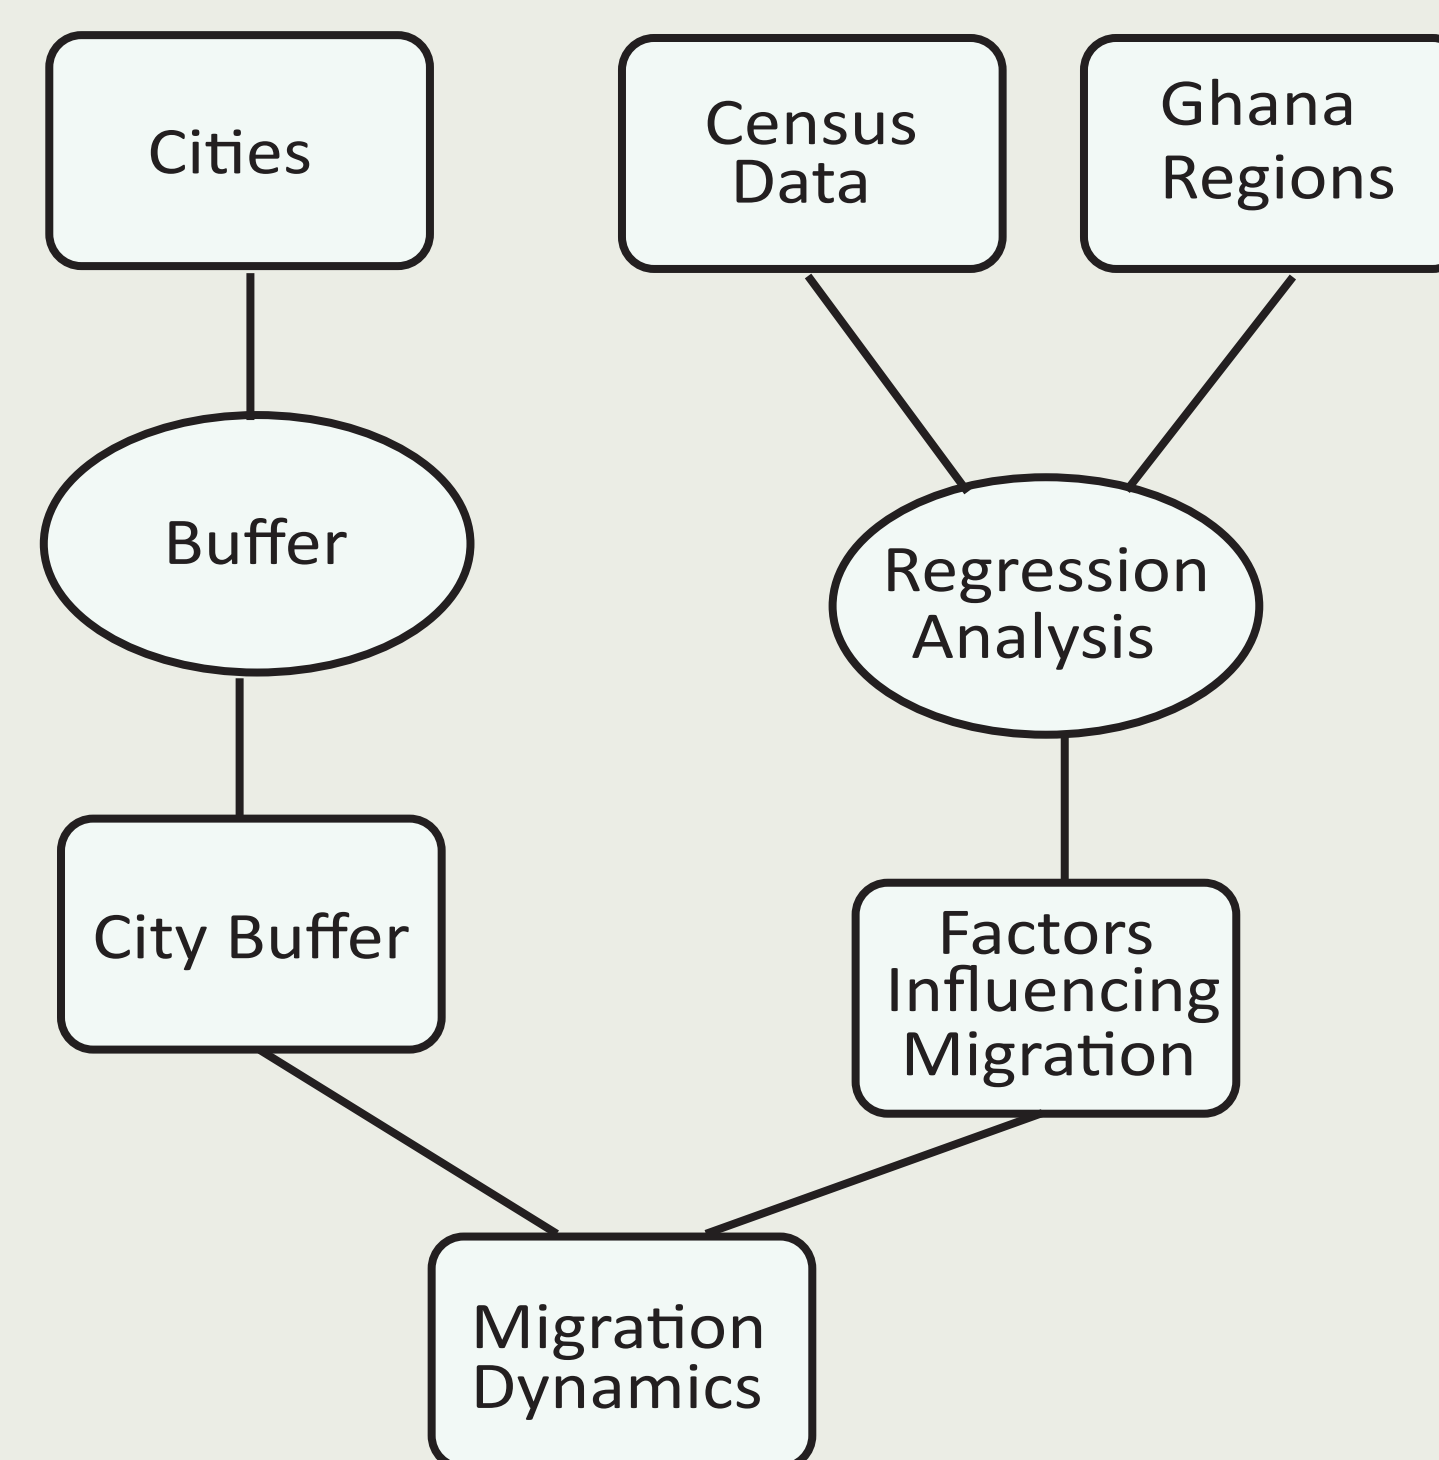 Cities
Census
Data
Ghana
Regions
Buffer
Regression
Analysis
City Buffer
Factors
Influencing
Migration
Migration
Dynamics